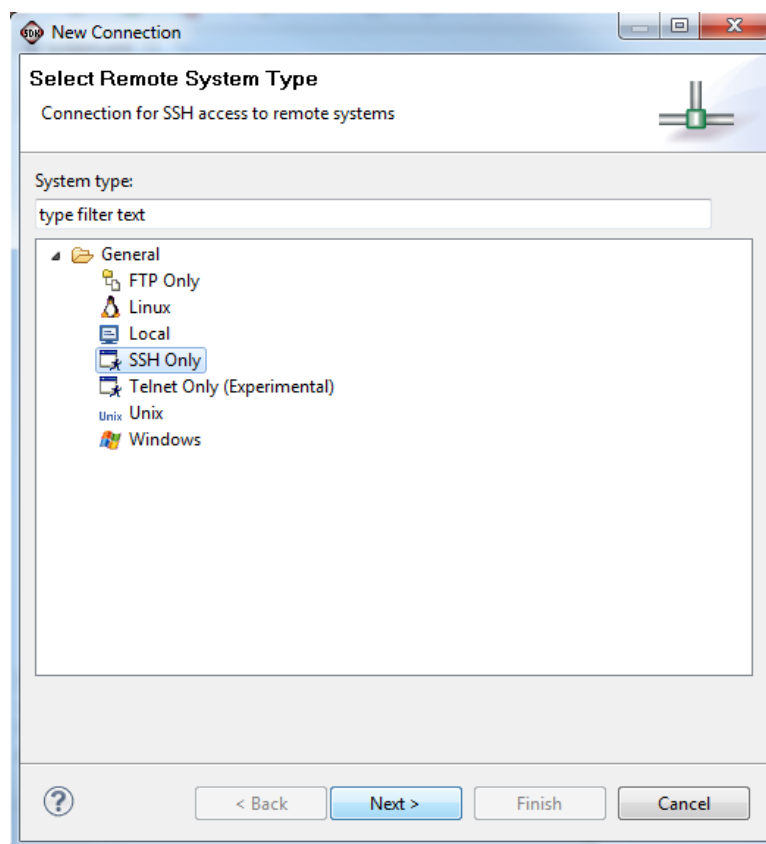 SDK New Connection
Select Remote System Type
Connection for SSH access to remote systems
System type:
type filter text
General
FTP Only
Linux
Local
SSH Only
Telnet Only (Experimental)
Unix Unix
Windows
? < Back Next > Finish Cancel